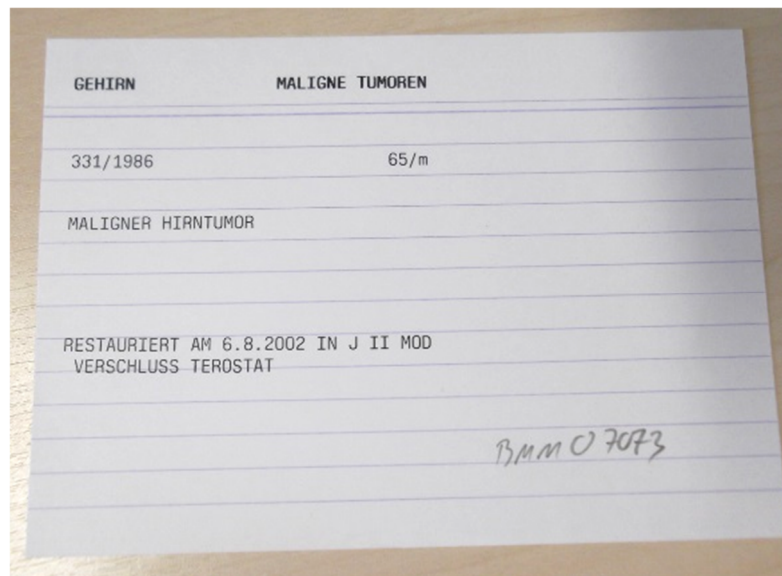 GEHIRN MALIGNE TUMOREN
331/1986 65/m
MALIGNER HIRNTUMOR
RESTAURIERT AM 6.8.2002 IN J II MOD
VERSCHLUSS TEROSTAT
BMM O 7073